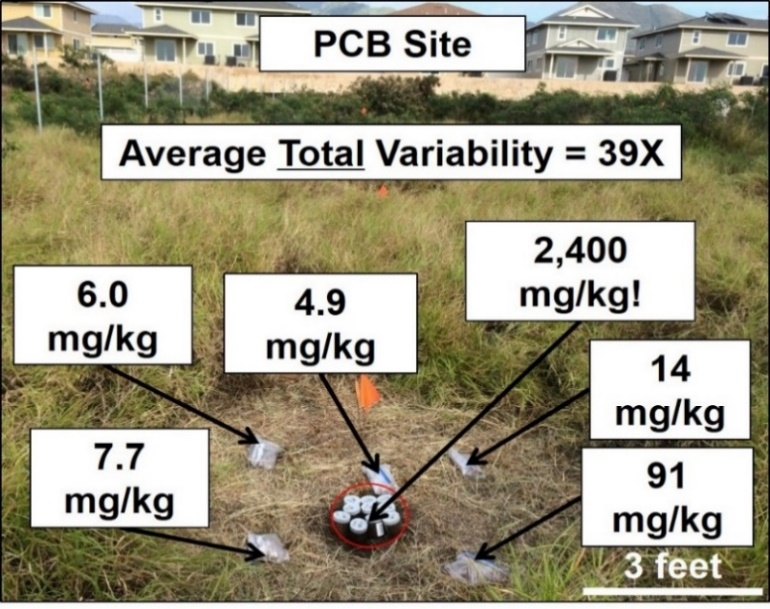 PCB Site
Average Total Variability = 39X
2,400
mg/kg!
6.0
mg/kg
4.9
mg/kg
14
mg/kg
7.7
mg/kg
91
mg/kg
3 feet